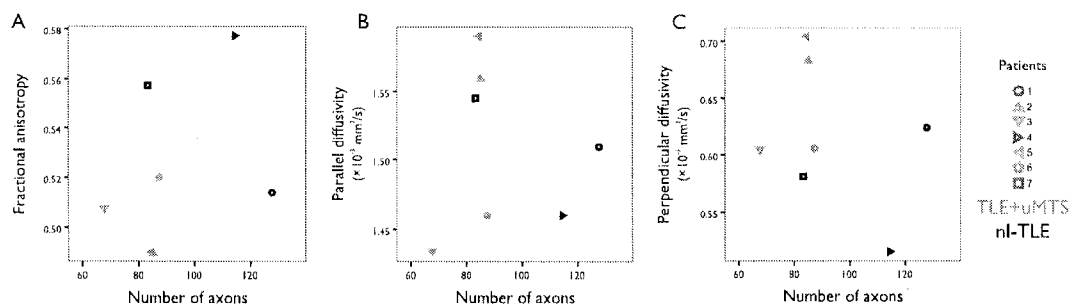 A
Fractional anisotropy
0.58
0.56
0.54
0.52
0.50
60 80 100 120
Number of axons
B
Parallel diffusivity
(× 10⁻³ mm²/s)
1.55
1.50
1.45
60 80 100 120
Number of axons
C
Perpendicular diffusivity
(× 10⁻³ mm²/s)
0.70
0.65
0.60
0.55
60 80 100 120
Number of axons
Patients
1
2
3
4
5
6
7
TLE+uMTS
nl-TLE